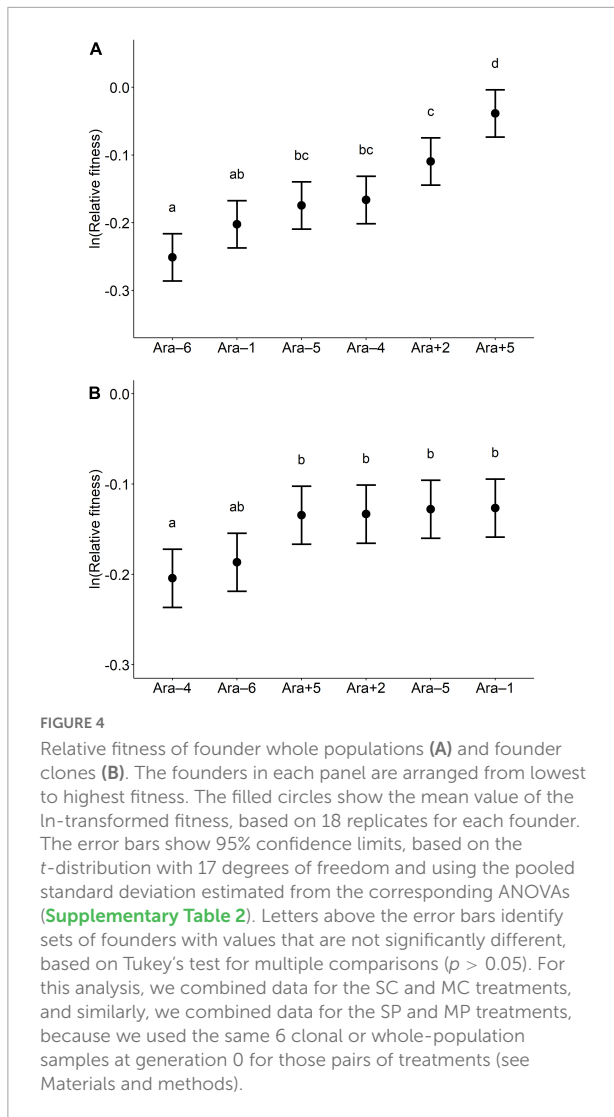 A
ln(Relative fitness)
0.0
-0.1
-0.2
-0.3
a
ab
bc
bc
c
d
Ara−6 Ara−1 Ara−5 Ara−4 Ara+2 Ara+5
B
ln(Relative fitness)
0.0
-0.1
-0.2
-0.3
a
ab
b
b
b
b
Ara−4 Ara−6 Ara+5 Ara+2 Ara−5 Ara−1
FIGURE 4
Relative fitness of founder whole populations (A) and founder
clones (B). The founders in each panel are arranged from lowest
to highest fitness. The filled circles show the mean value of the
ln-transformed fitness, based on 18 replicates for each founder.
The error bars show 95% confidence limits, based on the
t-distribution with 17 degrees of freedom and using the pooled
standard deviation estimated from the corresponding ANOVAs
(Supplementary Table 2). Letters above the error bars identify
sets of founders with values that are not significantly different,
based on Tukey's test for multiple comparisons (p > 0.05). For
this analysis, we combined data for the SC and MC treatments,
and similarly, we combined data for the SP and MP treatments,
because we used the same 6 clonal or whole-population
samples at generation 0 for those pairs of treatments (see
Materials and methods).